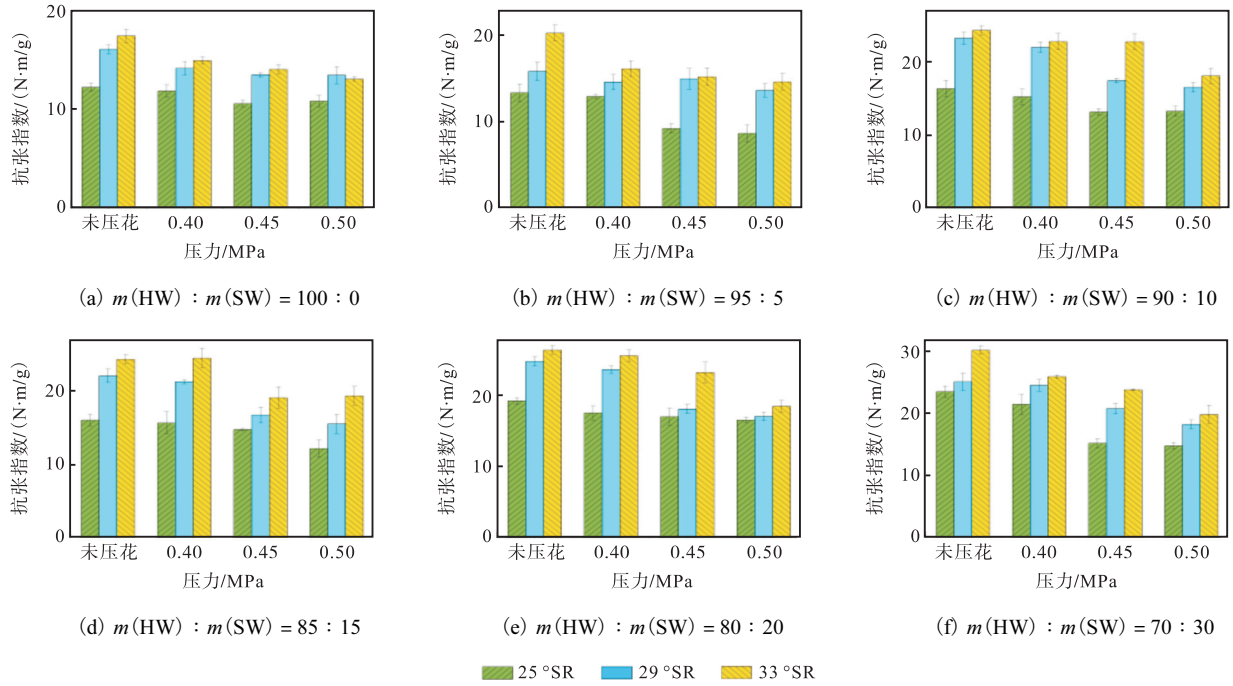 20
10
0
抗张指数/(N·m/g)
未压花 0.40 0.45 0.50
压力/MPa
(a) m(HW)：m(SW) = 100：0
20
10
0
抗张指数/(N·m/g)
未压花 0.40 0.45 0.50
压力/MPa
(b) m(HW)：m(SW) = 95：5
20
10
0
抗张指数/(N·m/g)
未压花 0.40 0.45 0.50
压力/MPa
(c) m(HW)：m(SW) = 90：10
20
10
0
抗张指数/(N·m/g)
未压花 0.40 0.45 0.50
压力/MPa
(d) m(HW)：m(SW) = 85：15
20
10
0
抗张指数/(N·m/g)
未压花 0.40 0.45 0.50
压力/MPa
(e) m(HW)：m(SW) = 80：20
30
20
10
0
抗张指数/(N·m/g)
未压花 0.40 0.45 0.50
压力/MPa
(f) m(HW)：m(SW) = 70：30
25 °SR 29 °SR 33 °SR